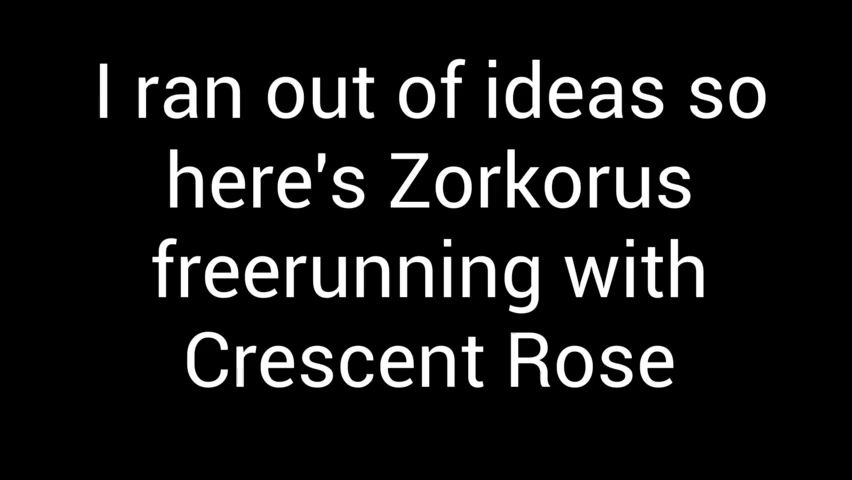 I ran out of ideas so
here's Zorkorus
freerunning with
Crescent Rose